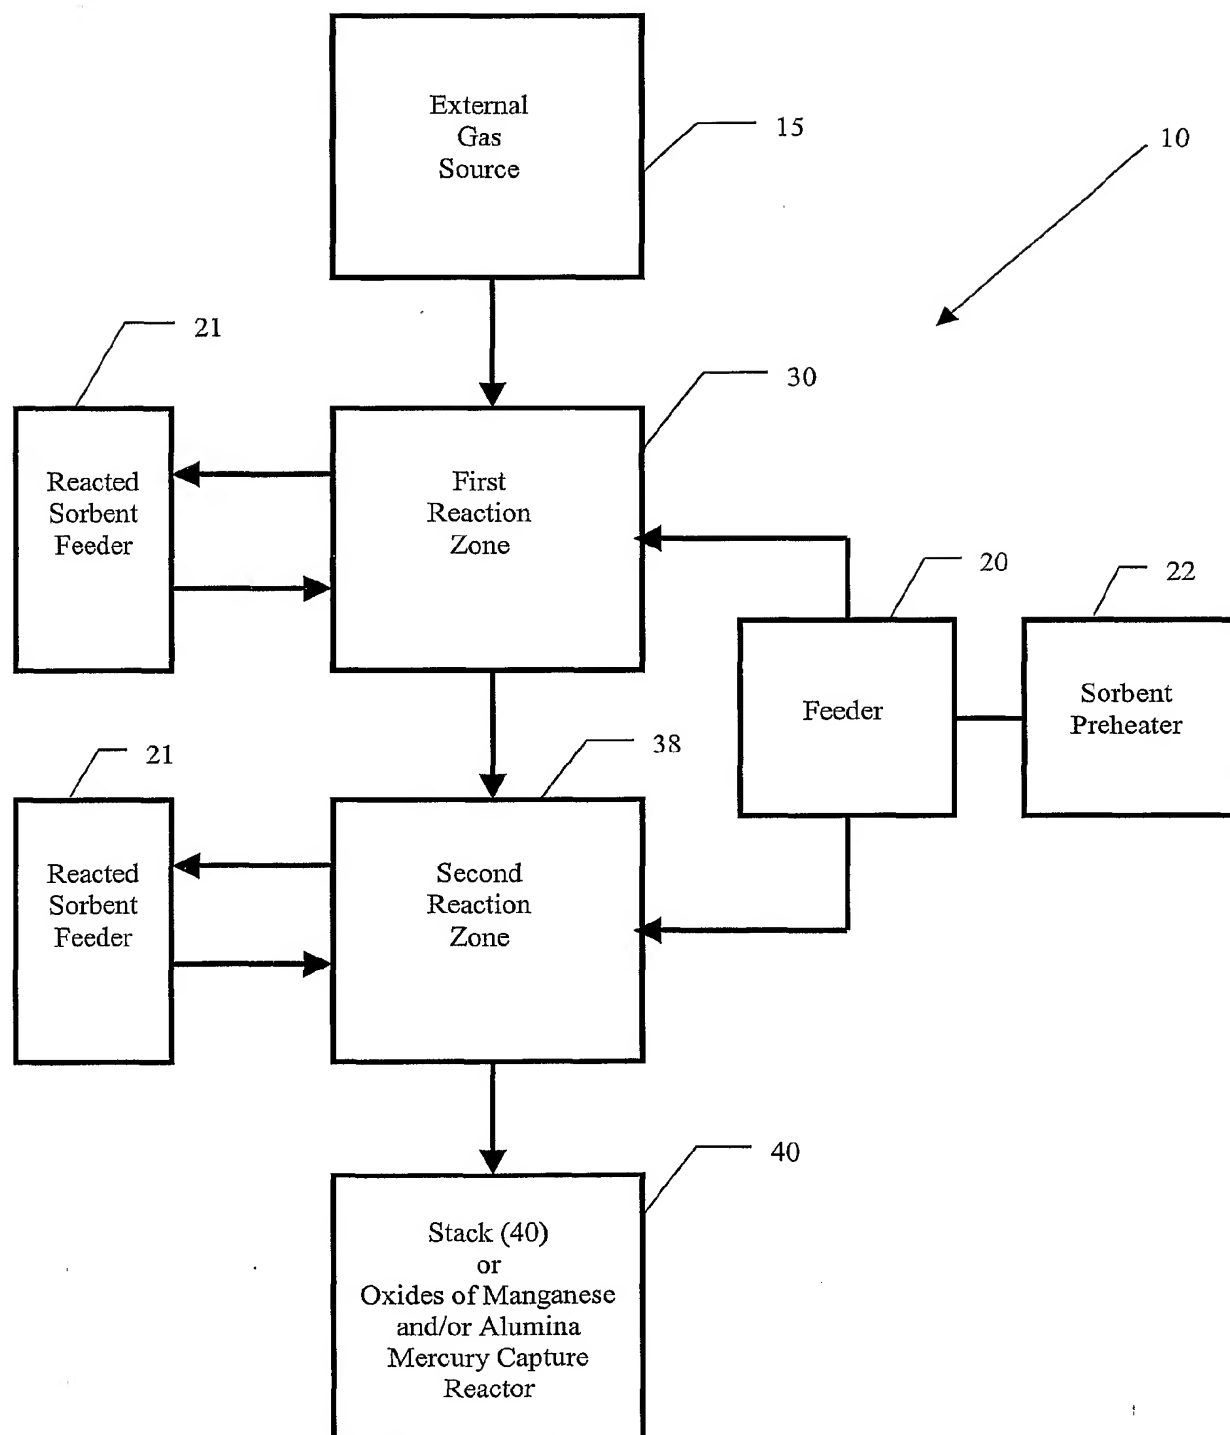 External
Gas
Source
15
10
21
30
Reacted
Sorbent
Feeder
First
Reaction
Zone
20
22
Feeder
Sorbent
Preheater
21
38
Reacted
Sorbent
Feeder
Second
Reaction
Zone
40
Stack (40)
or
Oxides of Manganese
and/or Alumina
Mercury Capture
Reactor